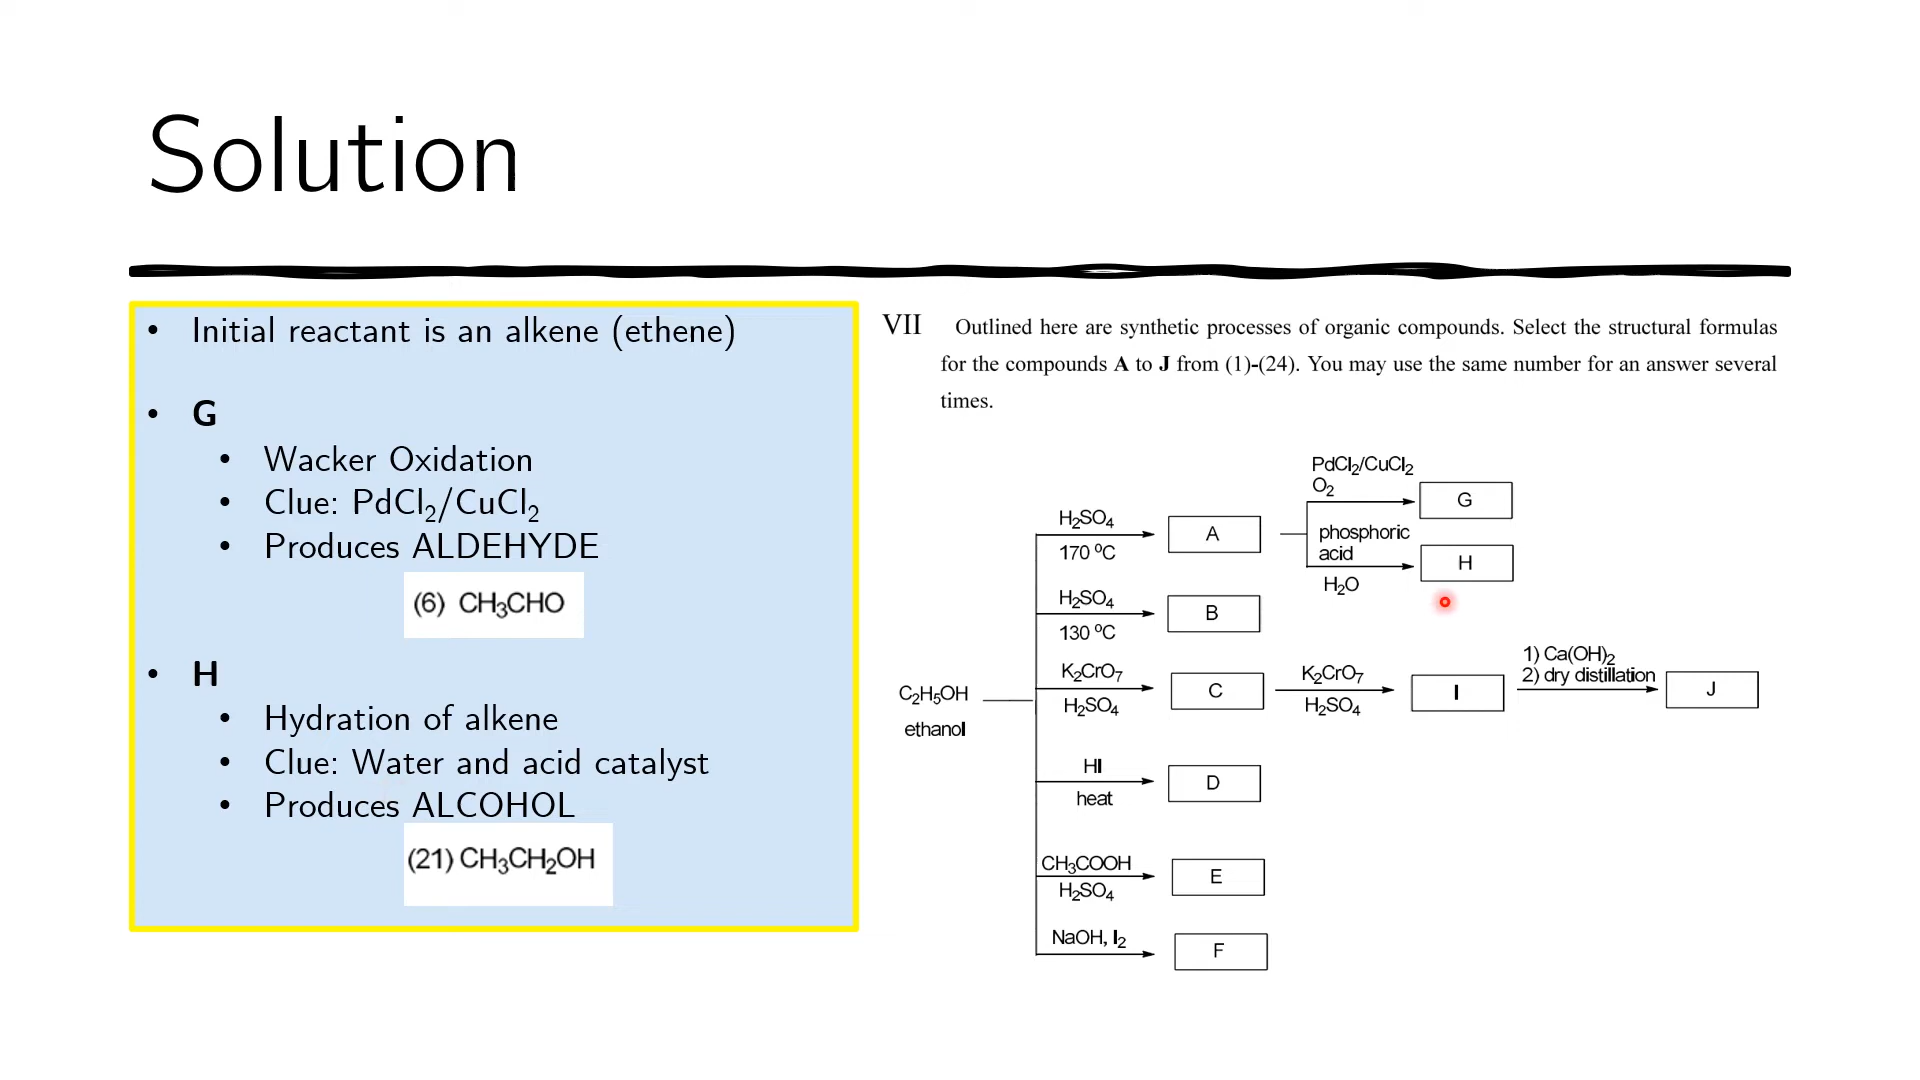 Solution
• Initial reactant is an alkene (ethene)
• G
• Wacker Oxidation
• Clue: PdCl₂/CuCl₂
• Produces ALDEHYDE
(6) CH₃CHO
• H
• Hydration of alkene
• Clue: Water and acid catalyst
• Produces ALCOHOL
(21) CH₃CH₂OH
VII Outlined here are synthetic processes of organic compounds. Select the structural formulas
for the compounds A to J from (1)-(24). You may use the same number for an answer several
times.
C₂H₅OH
ethanol
H₂SO₄
170 ºC
A
PdCl₂/CuCl₂
O₂
G
phosphoric
acid
H₂O
H
H₂SO₄
130 ºC
B
K₂CrO₇
H₂SO₄
C
K₂CrO₇
H₂SO₄
I
1) Ca(OH)₂
2) dry distillation
J
HI
heat
D
CH₃COOH
H₂SO₄
E
NaOH, I₂
F